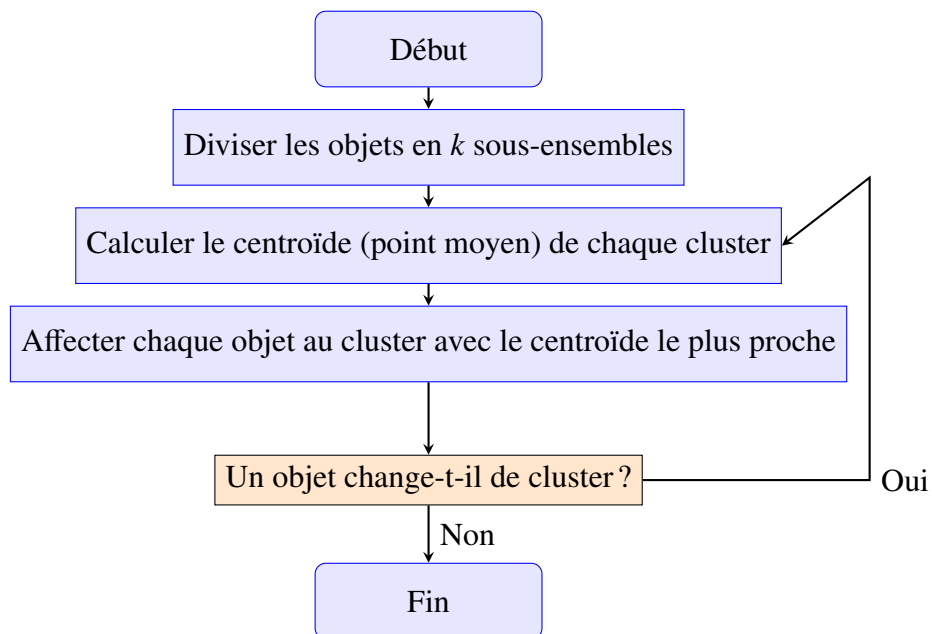 Début
Diviser les objets en k sous-ensembles
Calculer le centroïde (point moyen) de chaque cluster
Affecter chaque objet au cluster avec le centroïde le plus proche
Un objet change-t-il de cluster ?
Oui
Non
Fin